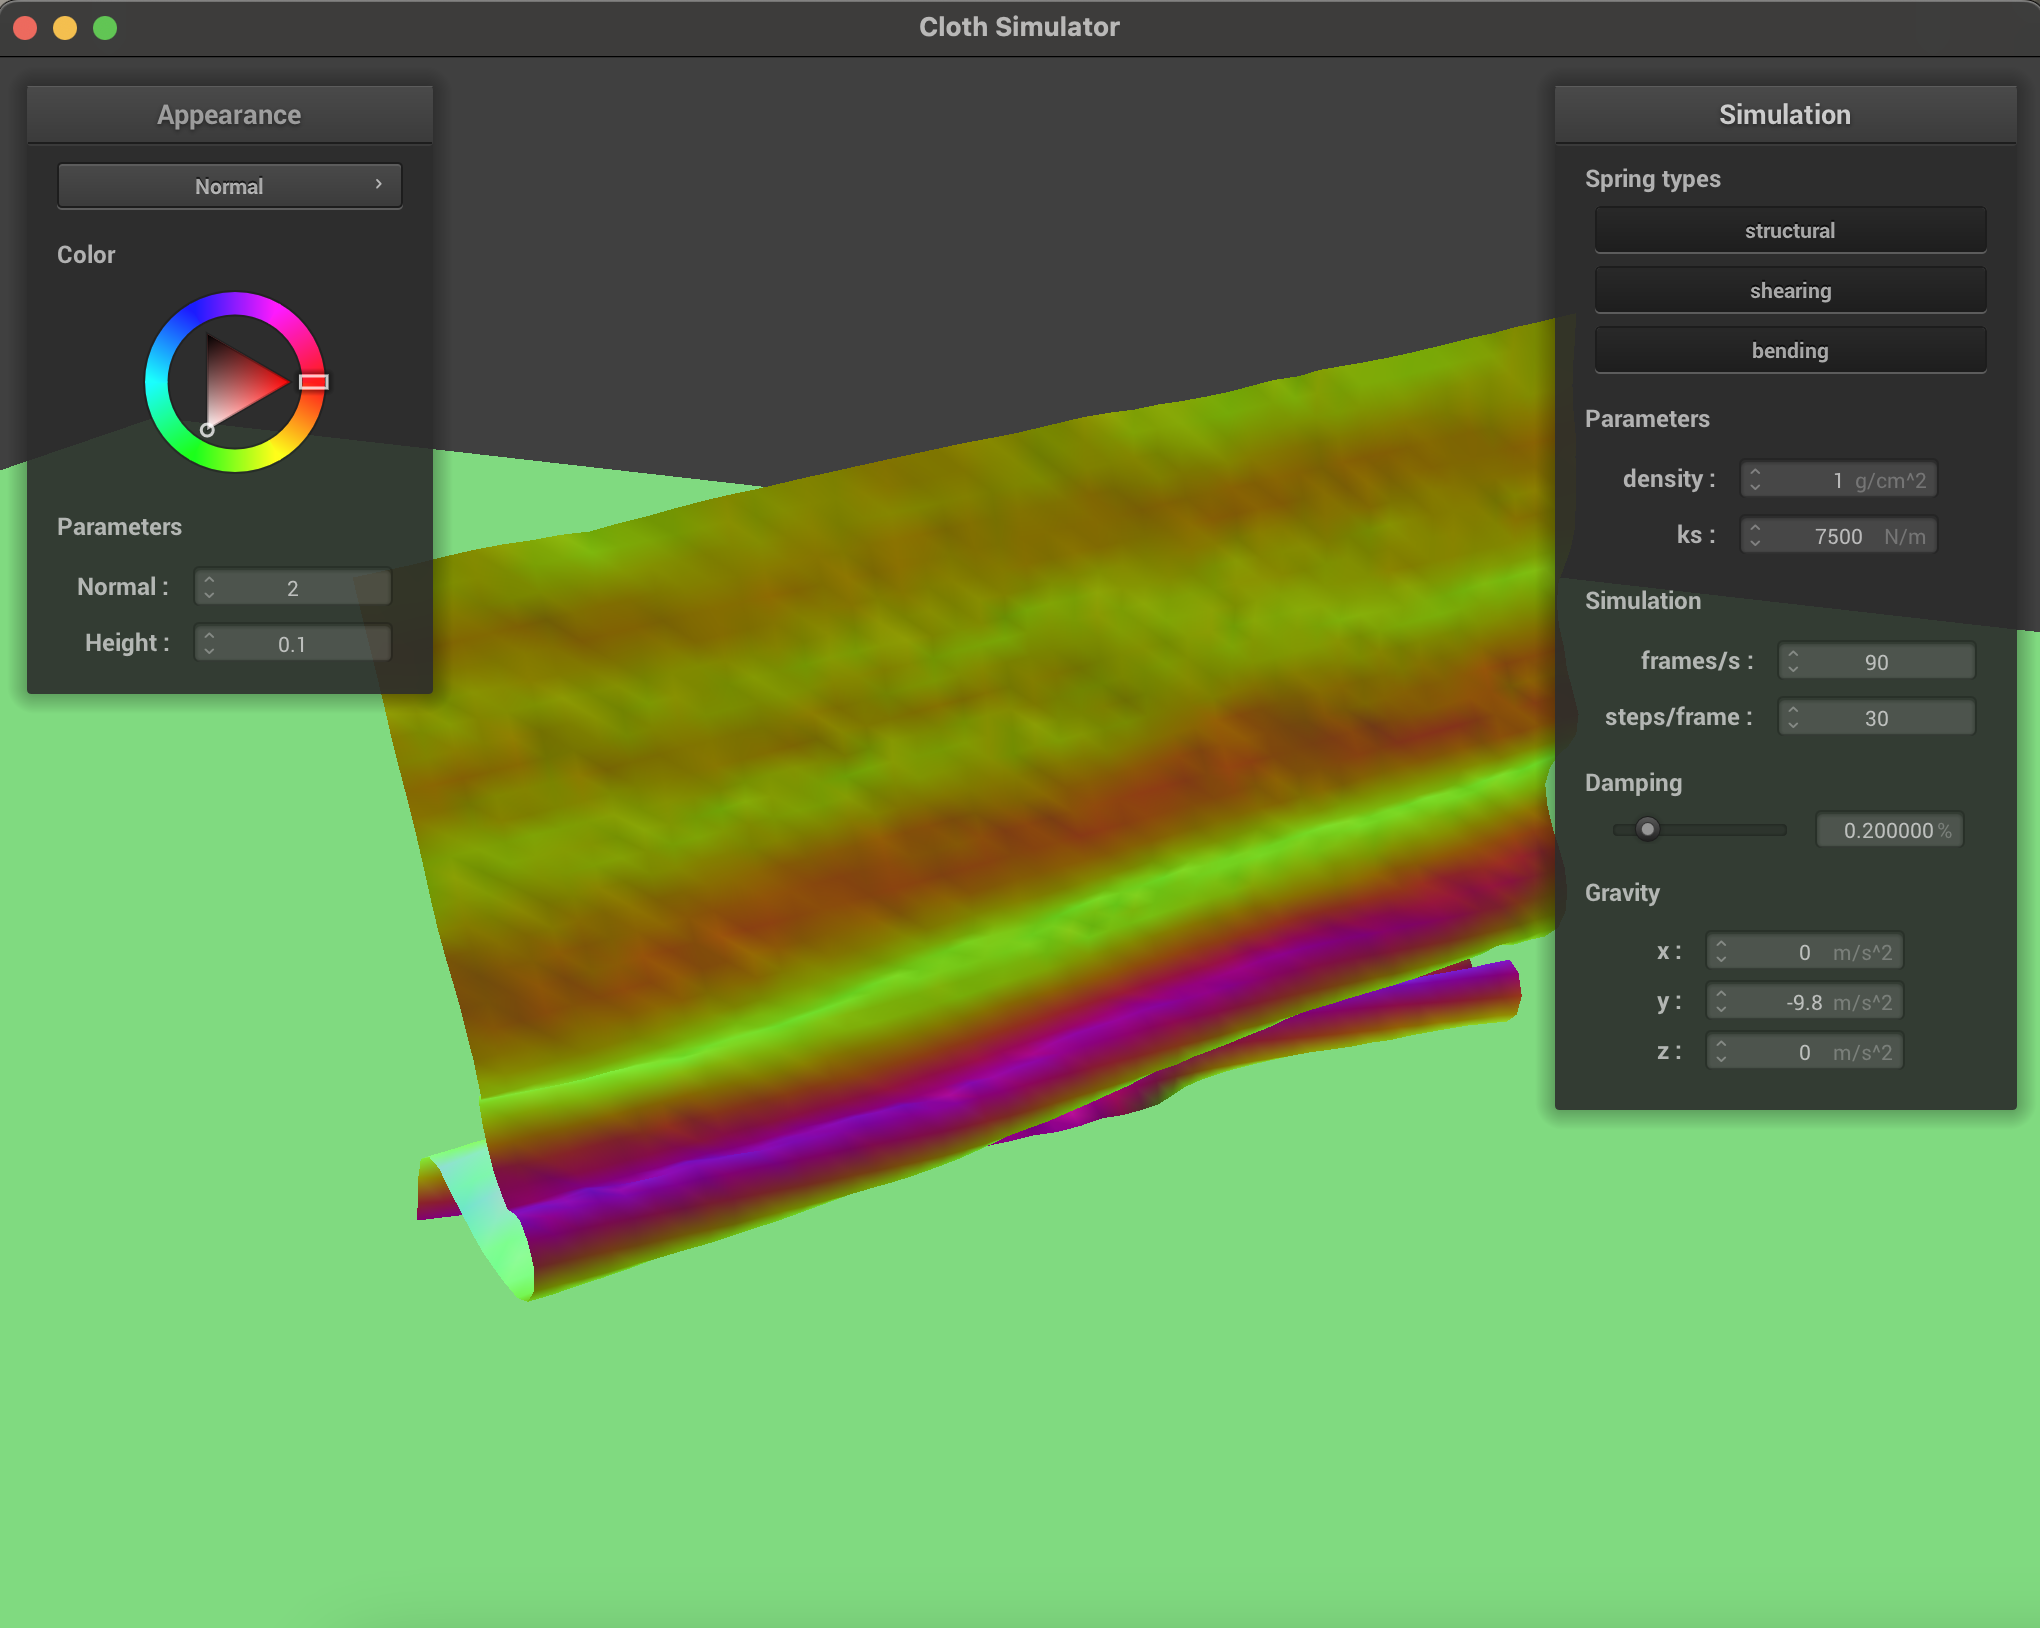 Cloth Simulator
Appearance
Normal
Color
Parameters
Normal : 2
Height : 0.1
Simulation
Spring types
structural
shearing
bending
Parameters
density : 1 g/cm^2
ks : 7500 N/m
Simulation
frames/s : 90
steps/frame : 30
Damping
0.200000 %
Gravity
x : 0 m/s^2
y : -9.8 m/s^2
z : 0 m/s^2